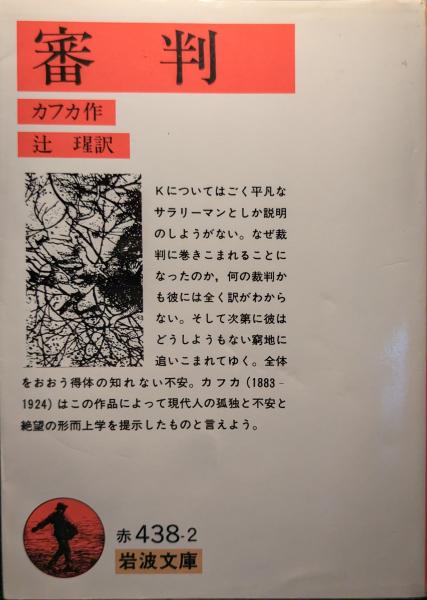 審判
カフカ作
辻 瑆訳
Kについてはごく平凡な
サラリーマンとしか説明
のしようがない。なぜ裁
判に巻きこまれることに
なったのか，何の裁判か
も彼には全く訳がわから
ない。そして次第に彼は
どうしようもない窮地に
追いこまれてゆく。全体
をおおう得体の知れない不安。カフカ（1883－
1924）はこの作品によって現代人の孤独と不安と
絶望の形而上学を提示したものと言えよう。
赤 438-2
岩波文庫